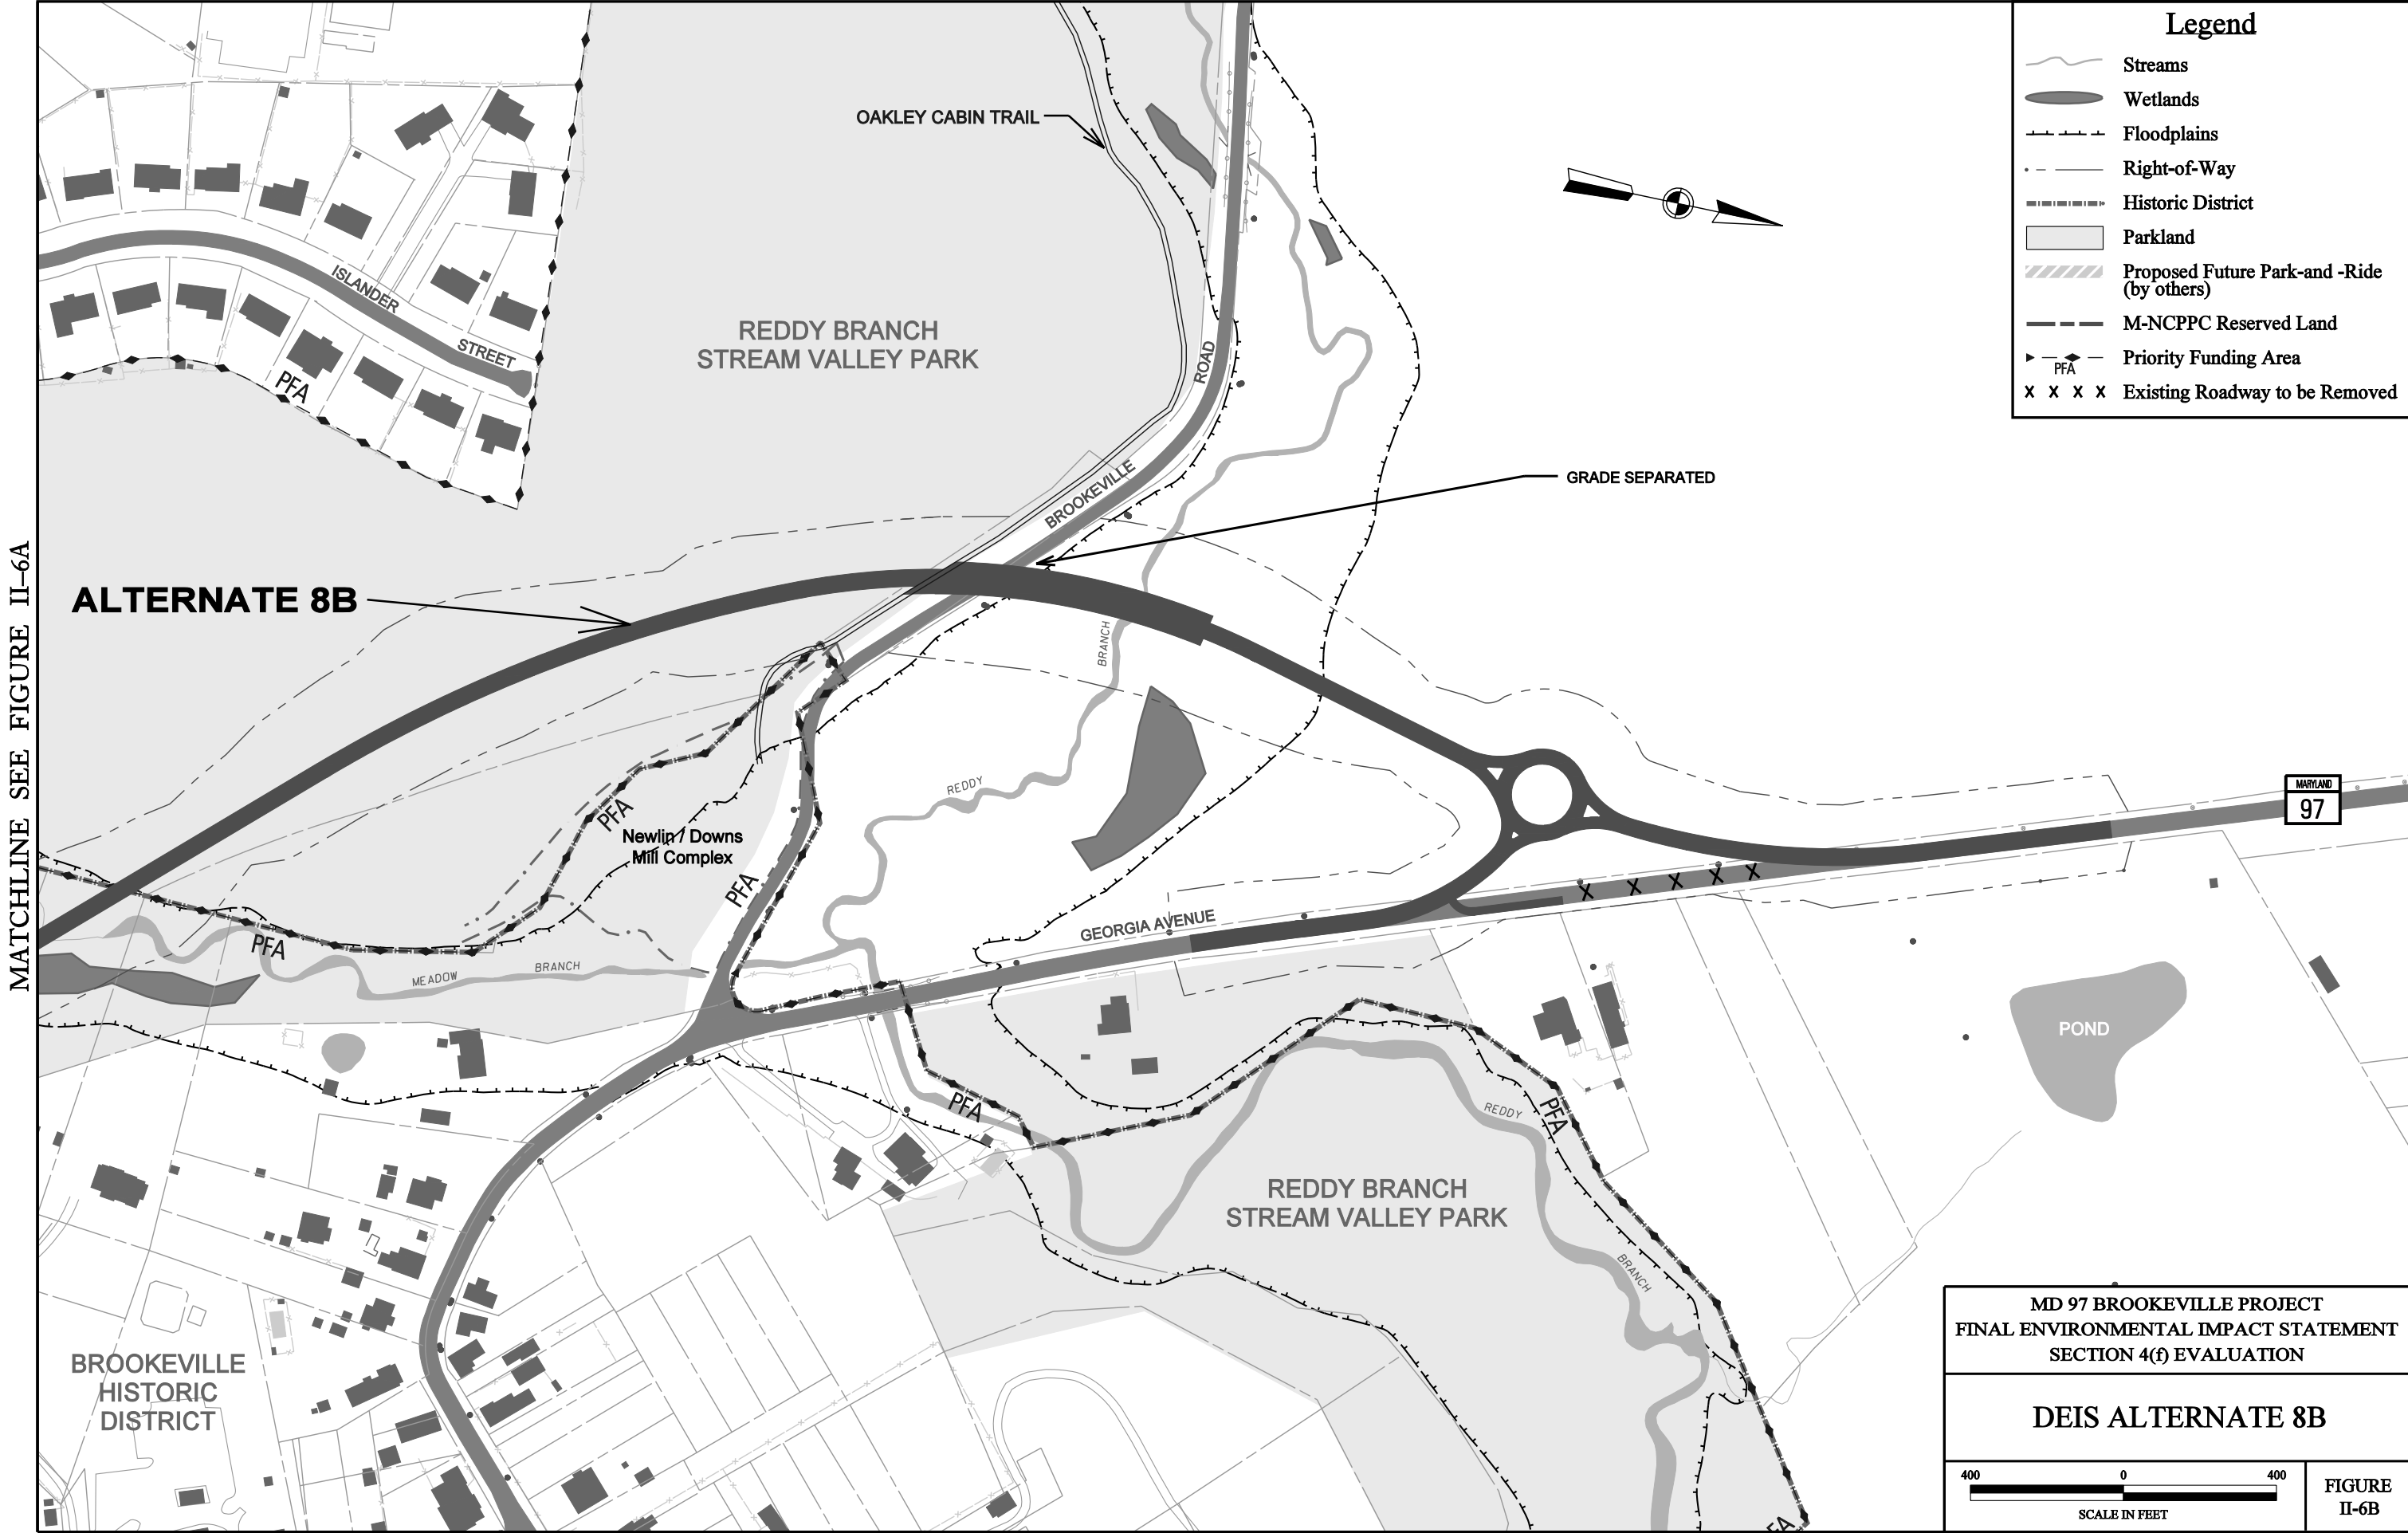 Legend
Streams
Wetlands
Floodplains
Right-of-Way
Historic District
Parkland
Proposed Future Park-and -Ride
(by others)
M-NCPPC Reserved Land
Priority Funding Area
PFA
X X X X Existing Roadway to be Removed
OAKLEY CABIN TRAIL
ISLANDER
STREET
PFA
REDDY BRANCH
STREAM VALLEY PARK
ROAD
BROOKEVILLE
GRADE SEPARATED
MATCHLINE SEE FIGURE II-6A
ALTERNATE 8B
BRANCH
REDDY
PFA
Newlin / Downs
Mill Complex
PFA
MARYLAND
97
X X X X X
GEORGIA AVENUE
PFA
MEADOW
BRANCH
POND
PFA
REDDY
PFA
REDDY BRANCH
STREAM VALLEY PARK
BRANCH
BROOKEVILLE
HISTORIC
DISTRICT
PFA
MD 97 BROOKEVILLE PROJECT
FINAL ENVIRONMENTAL IMPACT STATEMENT
SECTION 4(f) EVALUATION
DEIS ALTERNATE 8B
400 0 400
SCALE IN FEET
FIGURE
II-6B